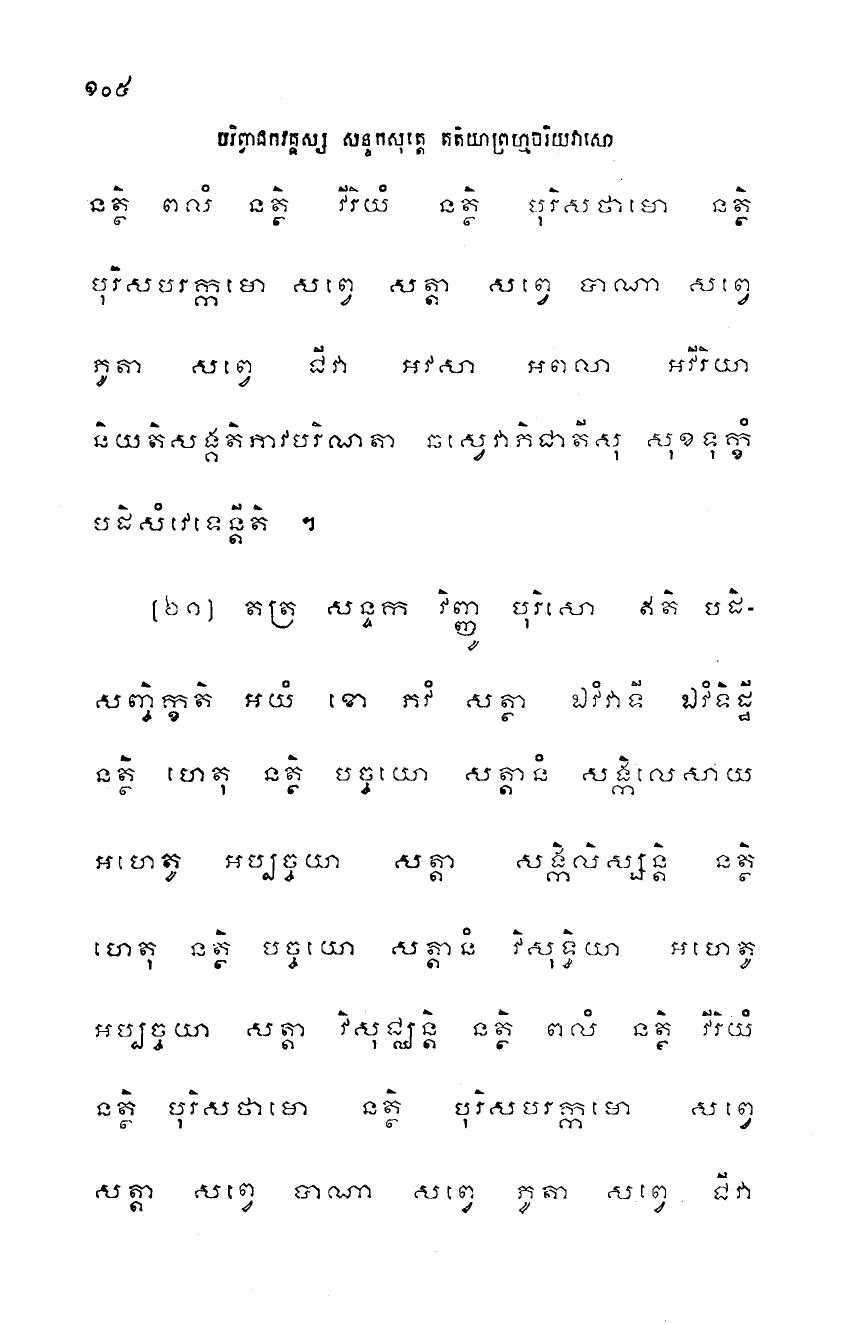 ១០៥
បរិព្វាជកវគ្គស្ស សន្ទកសុត្តេ តតិយាព្រហ្មចរិយវាសោ
នត្ថិ ពលំ នត្ថិ វីរិយំ នត្ថិ បុរិសថាមោ នត្ថិ
បុរិសបរក្កមោ សព្វេ សត្តា សព្វេ បាណា សព្វេ
ភូតា សព្វេ ជីវា អវសា អពលា អវីរិយា
និយតិសង្គតិភាវបរិណតា ឆស្វេវាភិជាតីសុ សុខទុក្ខំ
បដិសំវេទេន្តីតិ ។
[២៣] តត្រ សន្ទក វិញ្ញូ បុរិសោ ឥតិ បដិ-
សញ្ចិក្ខតិ អយំ ខោ ភវំ សត្ថា ឯវំវាទី ឯវំទិដ្ឋី
នត្ថិ ហេតុ នត្ថិ បច្ចយោ សត្តានំ សង្កិលេសាយ
អហេតូ អប្បច្ចយា សត្តា សង្កិលិស្សន្តិ នត្ថិ
ហេតុ នត្ថិ បច្ចយោ សត្តានំ វិសុទ្ធិយា អហេតូ
អប្បច្ចយា សត្តា វិសុជ្ឈន្តិ នត្ថិ ពលំ នត្ថិ វីរិយំ
នត្ថិ បុរិសថាមោ នត្ថិ បុរិសបរក្កមោ សព្វេ
សត្តា សព្វេ បាណា សព្វេ ភូតា សព្វេ ជីវា